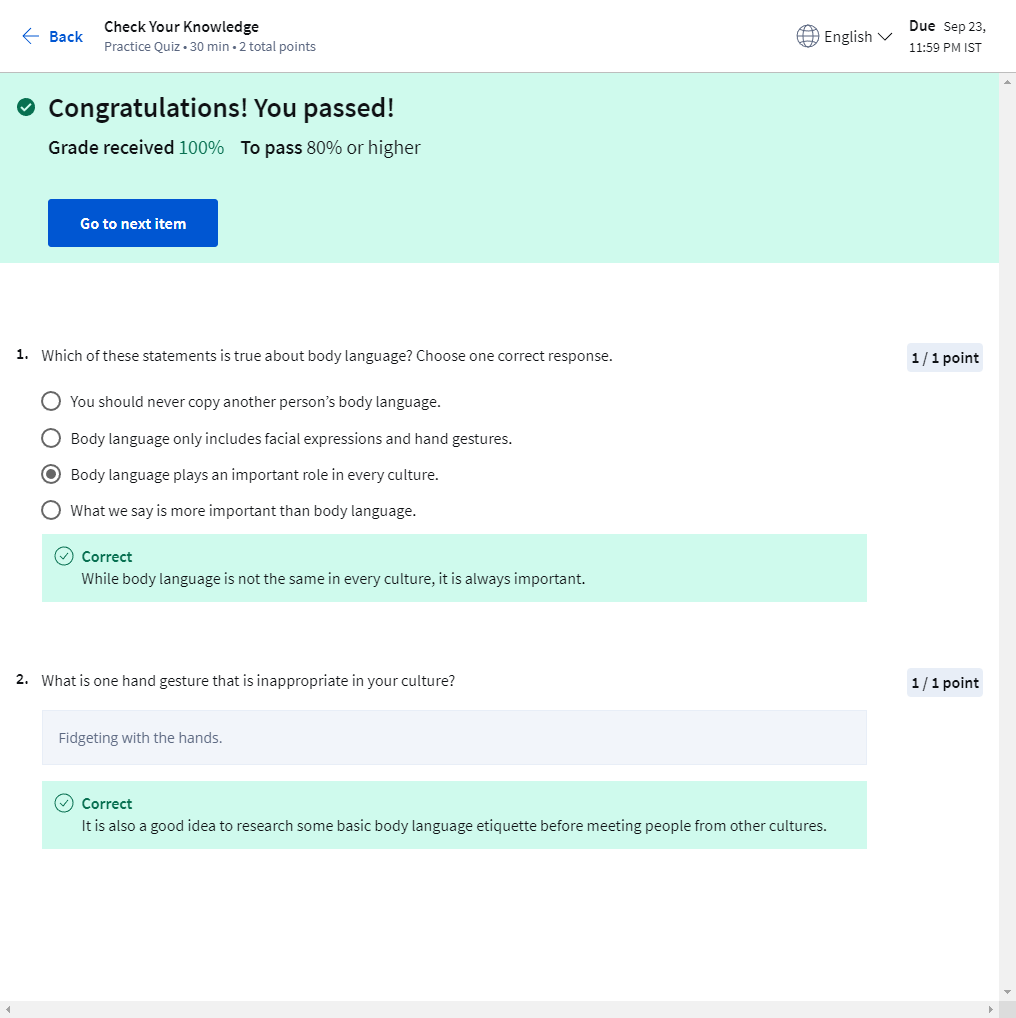 Back
Check Your Knowledge
Practice Quiz • 30 min • 2 total points
English
Due Sep 23,
11:59 PM IST
Congratulations! You passed!
Grade received 100% To pass 80% or higher
Go to next item
1. Which of these statements is true about body language? Choose one correct response.
1 / 1 point
You should never copy another person’s body language.
Body language only includes facial expressions and hand gestures.
Body language plays an important role in every culture.
What we say is more important than body language.
Correct
While body language is not the same in every culture, it is always important.
2. What is one hand gesture that is inappropriate in your culture?
1 / 1 point
Fidgeting with the hands.
Correct
It is also a good idea to research some basic body language etiquette before meeting people from other cultures.